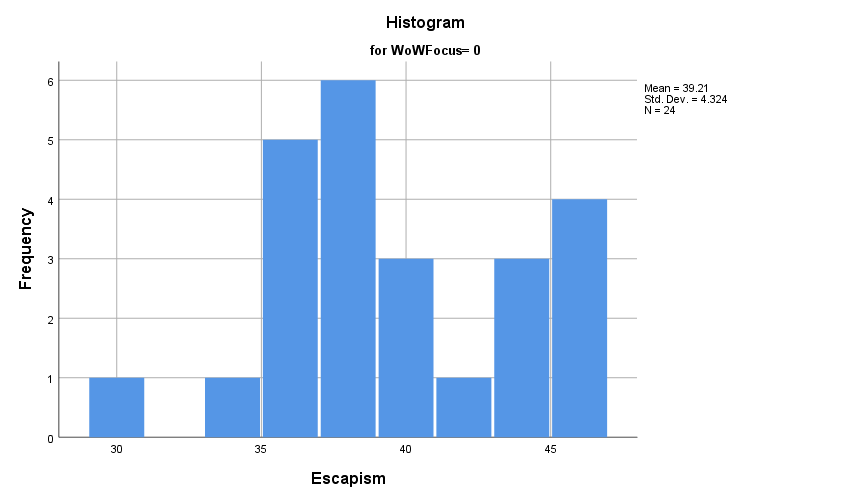 Histogram
for WoWFocus= 0
Mean = 39.21
Std. Dev. = 4.324
N = 24
Frequency
6
5
4
3
2
1
0
30 35 40 45
Escapism